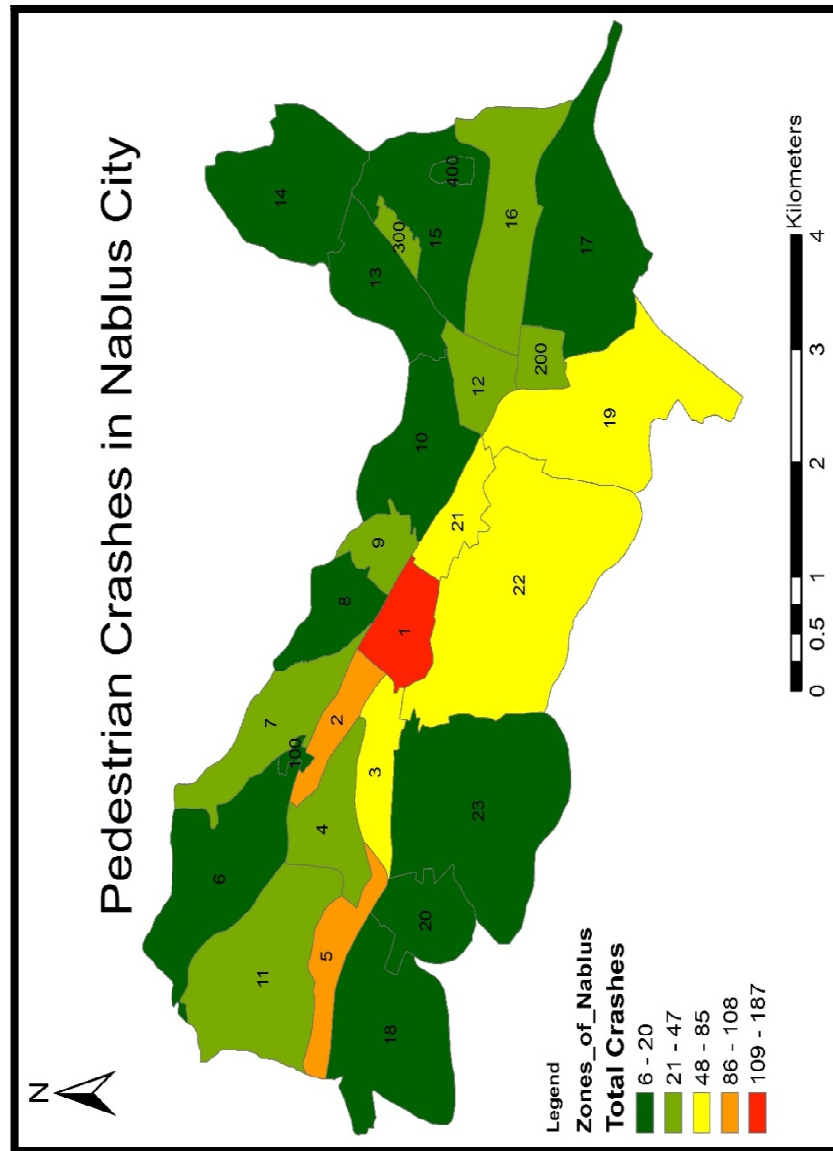 Pedestrian Crashes in Nablus City
N
14
6
7
13
300
400
15
11
8
100
9
10
16
4
2
12
5
3
1
200
17
21
18
20
19
23
22
Legend
Zones_of_Nablus
Total Crashes
6 - 20
21 - 47
48 - 85
86 - 108
109 - 187
0 0.5 1 2 3 4
Kilometers